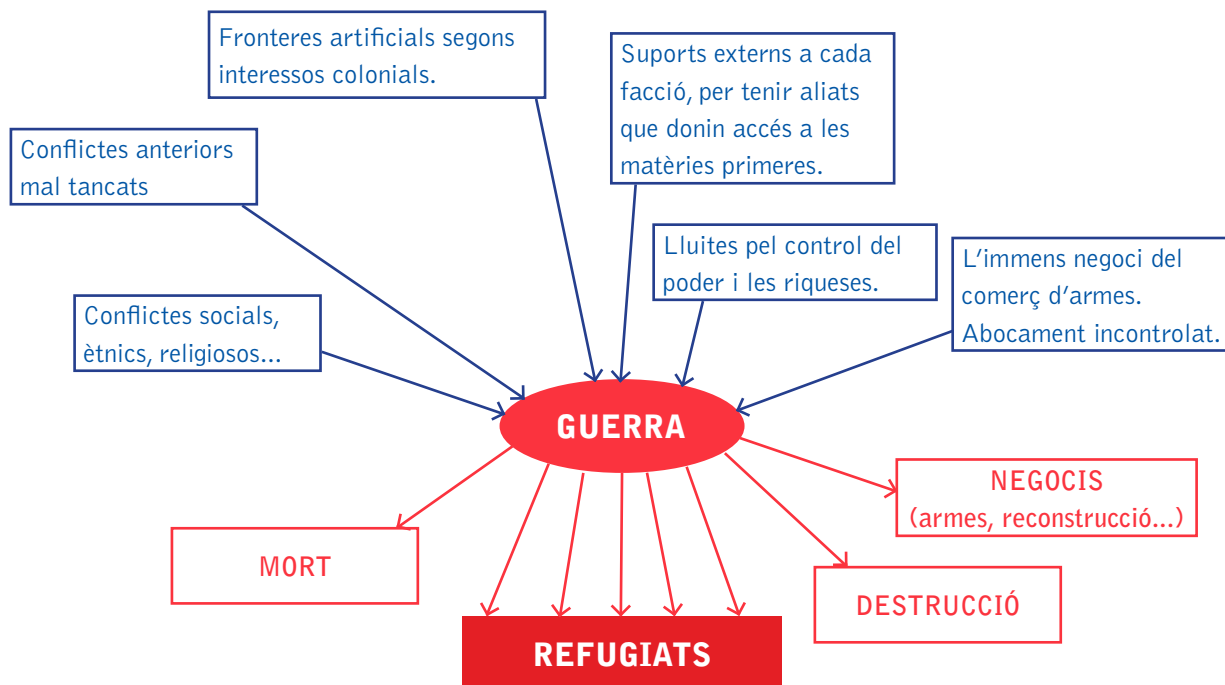 Fronteres artificials segons
interessos colonials.
Suports externs a cada
facció, per tenir aliats
que donin accés a les
matèries primeres.
Conflictes anteriors
mal tancats
Lluites pel control del
poder i les riqueses.
L’immens negoci del
comerç d’armes.
Abocament incontrolat.
Conflictes socials,
ètnics, religiosos...
GUERRA
NEGOCIS
(armes, reconstrucció...)
MORT
DESTRUCCIÓ
REFUGIATS